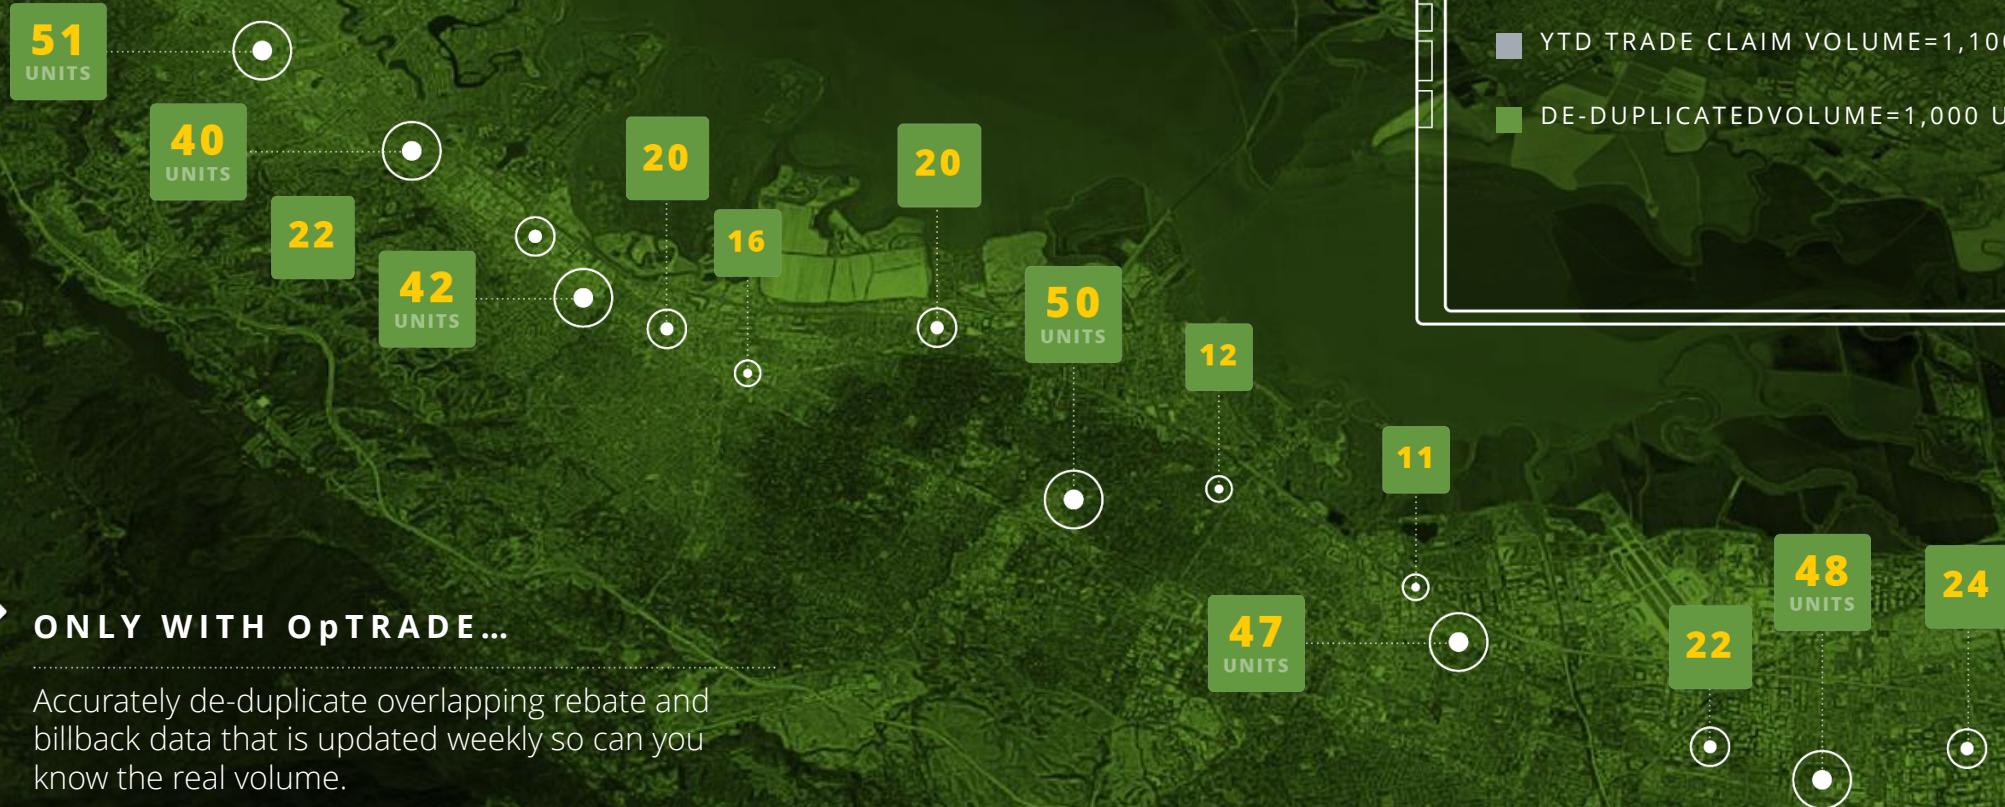 51
UNITS
40
UNITS
22
42
UNITS
20
16
20
50
UNITS
12
11
47
UNITS
22
48
UNITS
24
YTD TRADE CLAIM VOLUME=1,100
DE-DUPLICATEDVOLUME=1,000 U
ONLY WITH OpTRADE…
Accurately de-duplicate overlapping rebate and
billback data that is updated weekly so can you
know the real volume.